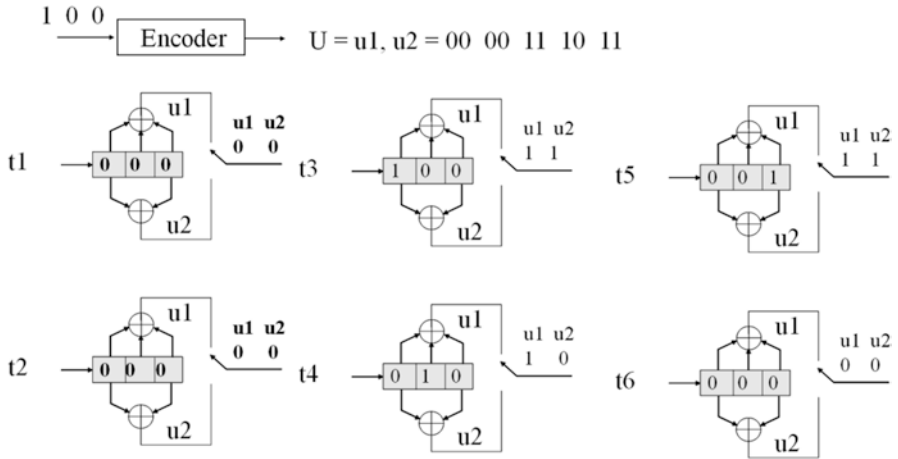 1 0 0
Encoder
U = u1, u2 = 00 00 11 10 11
t1
u1
0 0 0
u2
u1 u2
0 0
t3
u1
1 0 0
u2
u1 u2
1 1
t5
u1
0 0 1
u2
u1 u2
1 1
t2
u1
0 0 0
u2
u1 u2
0 0
t4
u1
0 1 0
u2
u1 u2
1 0
t6
u1
0 0 0
u2
u1 u2
0 0